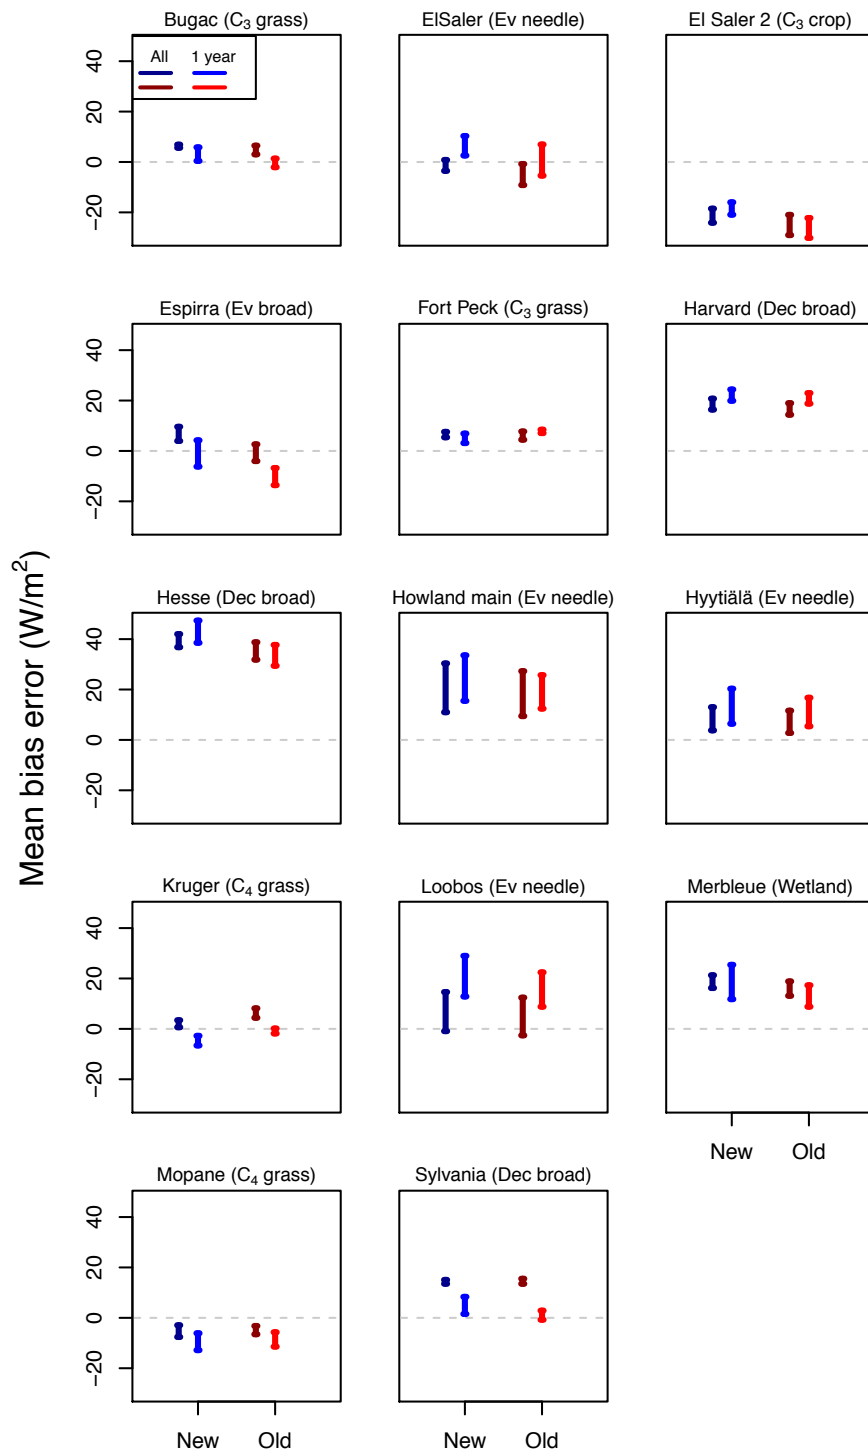 Bugac (C₃ grass)
ElSaler (Ev needle)
El Saler 2 (C₃ crop)
All 1 year
40
20
0
−20
Espirra (Ev broad)
Fort Peck (C₃ grass)
Harvard (Dec broad)
40
20
0
−20
Mean bias error (W/m²)
Hesse (Dec broad)
Howland main (Ev needle)
Hyytiälä (Ev needle)
40
20
0
−20
Kruger (C₄ grass)
Loobos (Ev needle)
Merbleue (Wetland)
40
20
0
−20
New Old
Mopane (C₄ grass)
Sylvania (Dec broad)
40
20
0
−20
New Old
New Old